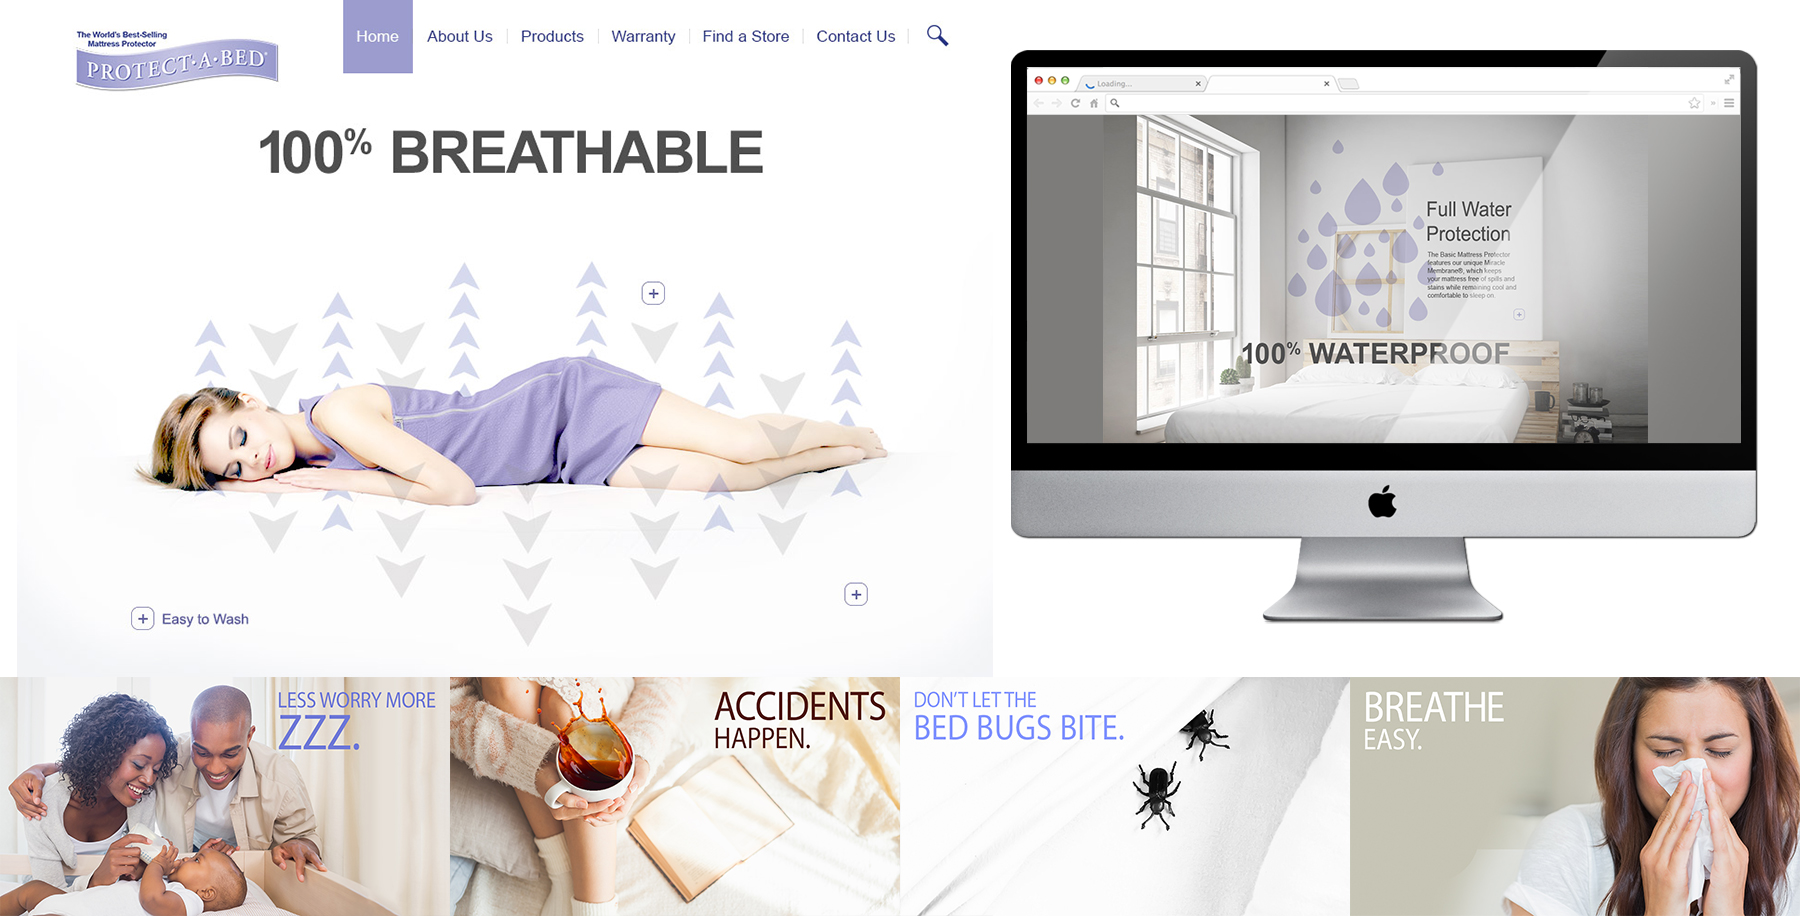 The World's Best-Selling
Mattress Protector
PROTECT·A·BED®
Home
About Us
Products
Warranty
Find a Store
Contact Us
100% BREATHABLE
Easy to Wash
Loading...
Full Water
Protection
The Basic Mattress Protector
features our unique Miracle
Membrane®, which keeps
your mattress free of spills and
stains while remaining cool and
comfortable to sleep on.
100% WATERPROOF
LESS WORRY MORE
ZZZ.
ACCIDENTS
HAPPEN.
DON'T LET THE
BED BUGS BITE.
BREATHE
EASY.